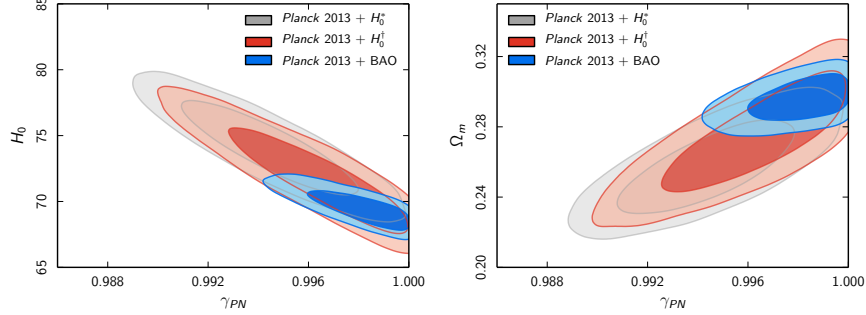 Planck 2013 + H₀*
Planck 2013 + H₀†
Planck 2013 + BAO
85
80
75
70
65
H₀
0.988
0.992
0.996
1.000
γPN
Planck 2013 + H₀*
Planck 2013 + H₀†
Planck 2013 + BAO
0.32
0.28
0.24
0.20
Ωm
0.988
0.992
0.996
1.000
γPN